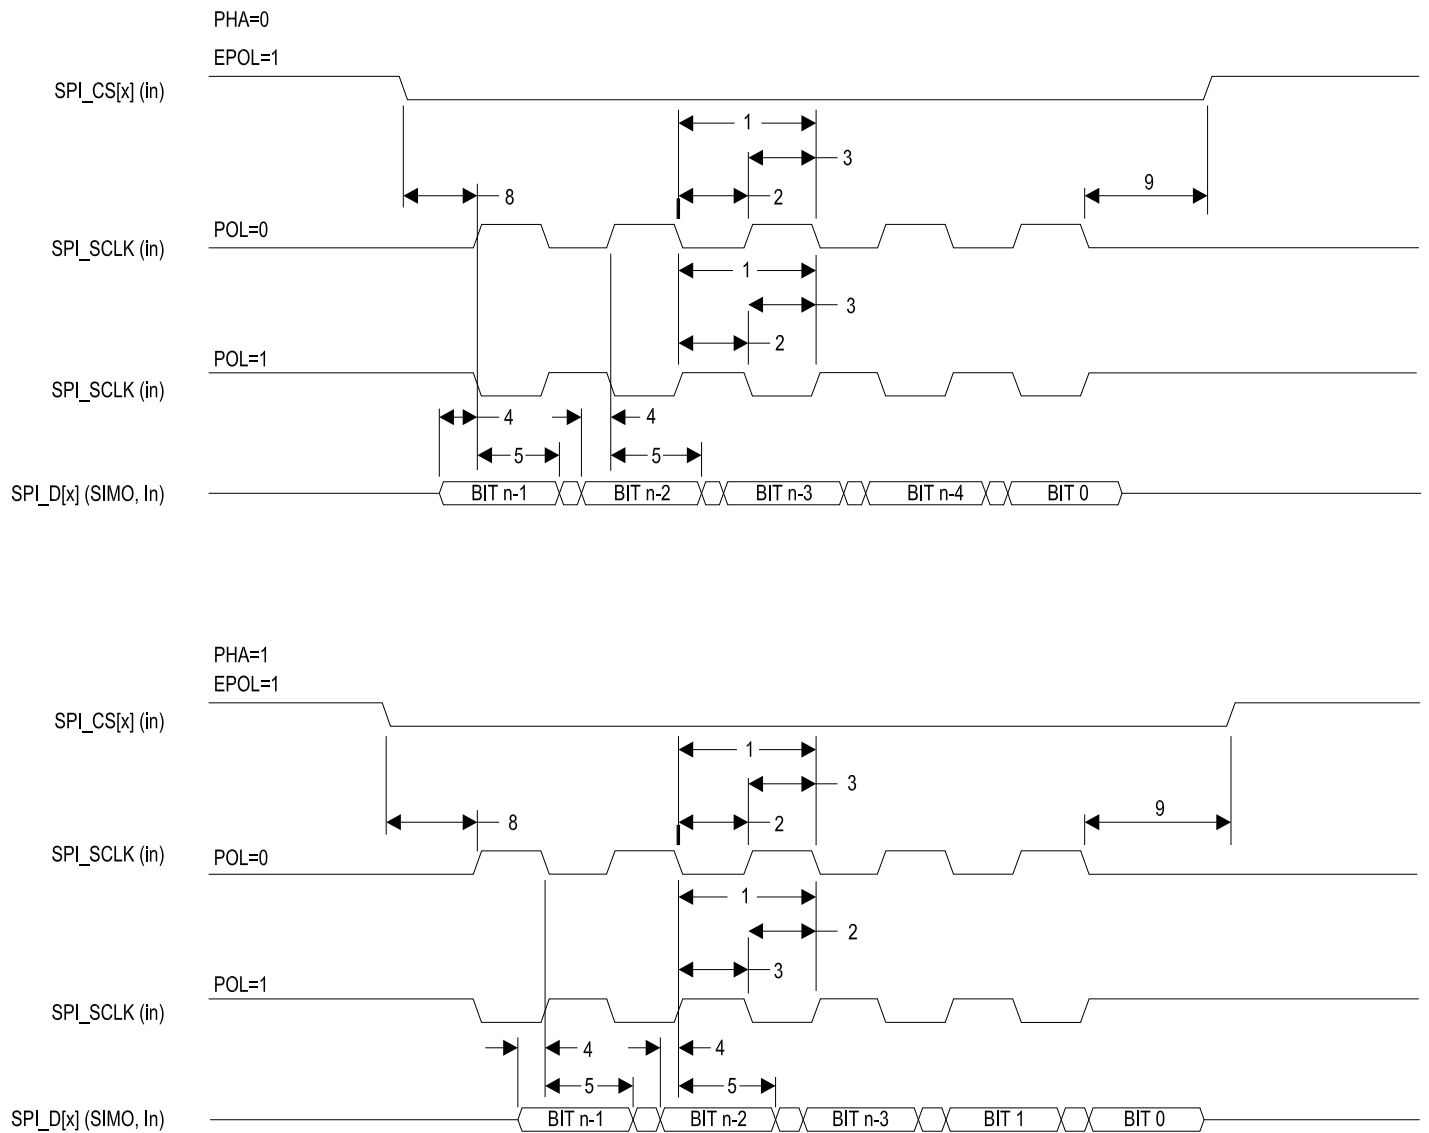 PHA=0
EPOL=1
SPI_CS[x] (in)
1
3
8
2
9
POL=0
SPI_SCLK (in)
1
3
2
POL=1
SPI_SCLK (in)
4
4
5
5
SPI_D[x] (SIMO, In)
BIT n-1
BIT n-2
BIT n-3
BIT n-4
BIT 0
PHA=1
EPOL=1
SPI_CS[x] (in)
1
3
8
2
9
SPI_SCLK (in)
POL=0
1
2
3
POL=1
SPI_SCLK (in)
4
4
5
5
SPI_D[x] (SIMO, In)
BIT n-1
BIT n-2
BIT n-3
BIT 1
BIT 0